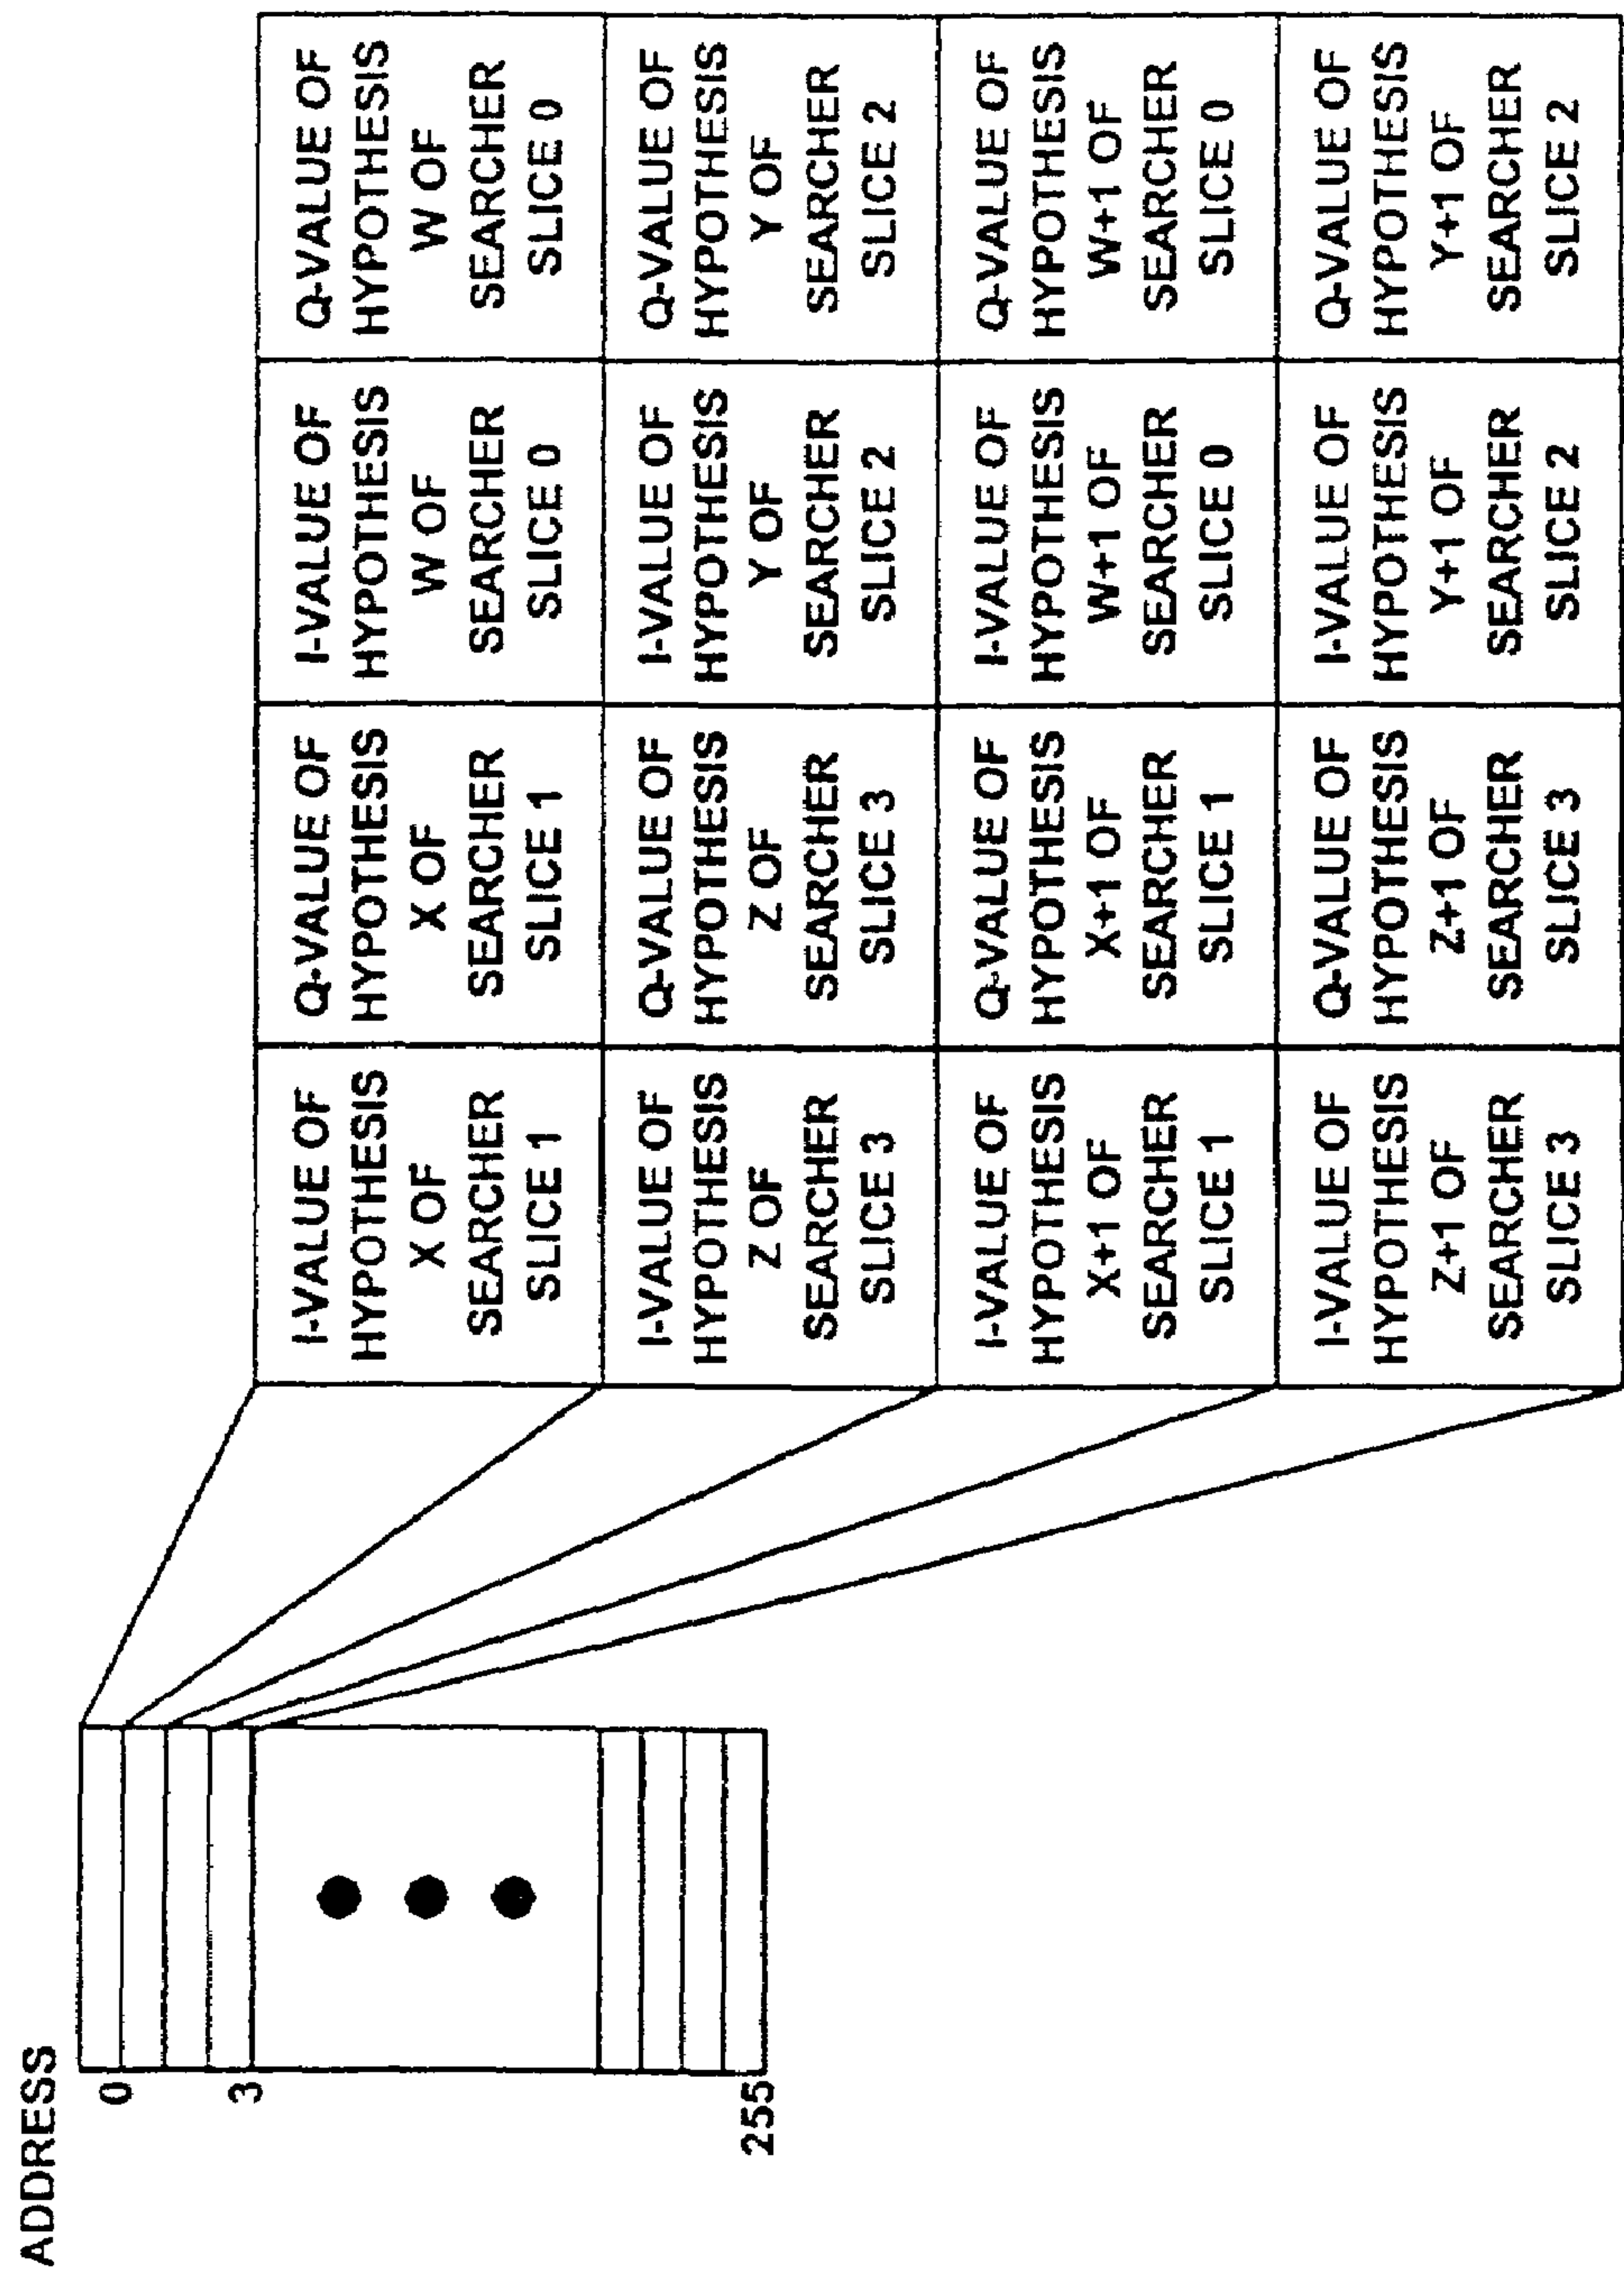 ADDRESS
0
3
255
I-VALUE OF
HYPOTHESIS
X OF
SEARCHER
SLICE 1
Q-VALUE OF
HYPOTHESIS
X OF
SEARCHER
SLICE 1
I-VALUE OF
HYPOTHESIS
W OF
SEARCHER
SLICE 0
Q-VALUE OF
HYPOTHESIS
W OF
SEARCHER
SLICE 0
I-VALUE OF
HYPOTHESIS
Z OF
SEARCHER
SLICE 3
Q-VALUE OF
HYPOTHESIS
Z OF
SEARCHER
SLICE 3
I-VALUE OF
HYPOTHESIS
Y OF
SEARCHER
SLICE 2
Q-VALUE OF
HYPOTHESIS
Y OF
SEARCHER
SLICE 2
I-VALUE OF
HYPOTHESIS
X+1 OF
SEARCHER
SLICE 1
Q-VALUE OF
HYPOTHESIS
X+1 OF
SEARCHER
SLICE 1
I-VALUE OF
HYPOTHESIS
W+1 OF
SEARCHER
SLICE 0
Q-VALUE OF
HYPOTHESIS
W+1 OF
SEARCHER
SLICE 0
I-VALUE OF
HYPOTHESIS
Z+1 OF
SEARCHER
SLICE 3
Q-VALUE OF
HYPOTHESIS
Z+1 OF
SEARCHER
SLICE 3
I-VALUE OF
HYPOTHESIS
Y+1 OF
SEARCHER
SLICE 2
Q-VALUE OF
HYPOTHESIS
Y+1 OF
SEARCHER
SLICE 2